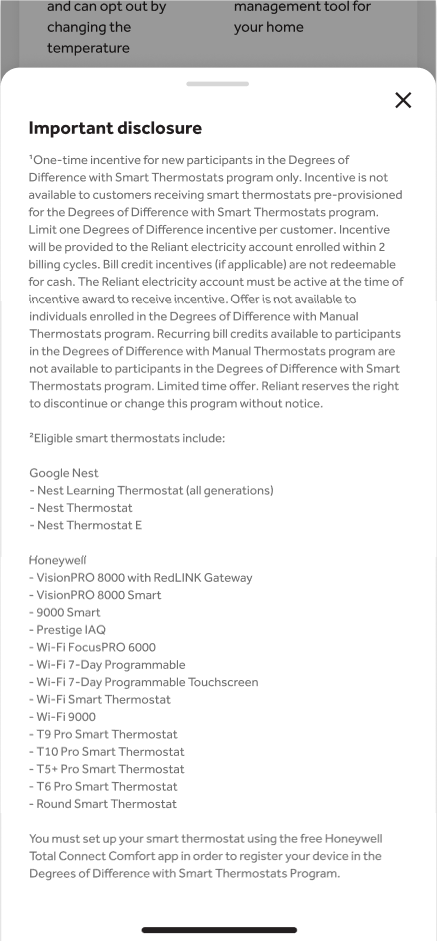 and can opt out by
changing the
temperature
management tool for
your home
Important disclosure
¹One-time incentive for new participants in the Degrees of
Difference with Smart Thermostats program only. Incentive is not
available to customers receiving smart thermostats pre-provisioned
for the Degrees of Difference with Smart Thermostats program.
Limit one Degrees of Difference incentive per customer. Incentive
will be provided to the Reliant electricity account enrolled within 2
billing cycles. Bill credit incentives (if applicable) are not redeemable
for cash. The Reliant electricity account must be active at the time of
incentive award to receive incentive. Offer is not available to
individuals enrolled in the Degrees of Difference with Manual
Thermostats program. Recurring bill credits available to participants
in the Degrees of Difference with Manual Thermostats program are
not available to participants in the Degrees of Difference with Smart
Thermostats program. Limited time offer. Reliant reserves the right
to discontinue or change this program without notice.
²Eligible smart thermostats include:
Google Nest
- Nest Learning Thermostat (all generations)
- Nest Thermostat
- Nest Thermostat E
Honeywell
- VisionPRO 8000 with RedLINK Gateway
- VisionPRO 8000 Smart
- 9000 Smart
- Prestige IAQ
- Wi-Fi FocusPRO 6000
- Wi-Fi 7-Day Programmable
- Wi-Fi 7-Day Programmable Touchscreen
- Wi-Fi Smart Thermostat
- Wi-Fi 9000
- T9 Pro Smart Thermostat
- T10 Pro Smart Thermostat
- T5+ Pro Smart Thermostat
- T6 Pro Smart Thermostat
- Round Smart Thermostat
You must set up your smart thermostat using the free Honeywell
Total Connect Comfort app in order to register your device in the
Degrees of Difference with Smart Thermostats Program.